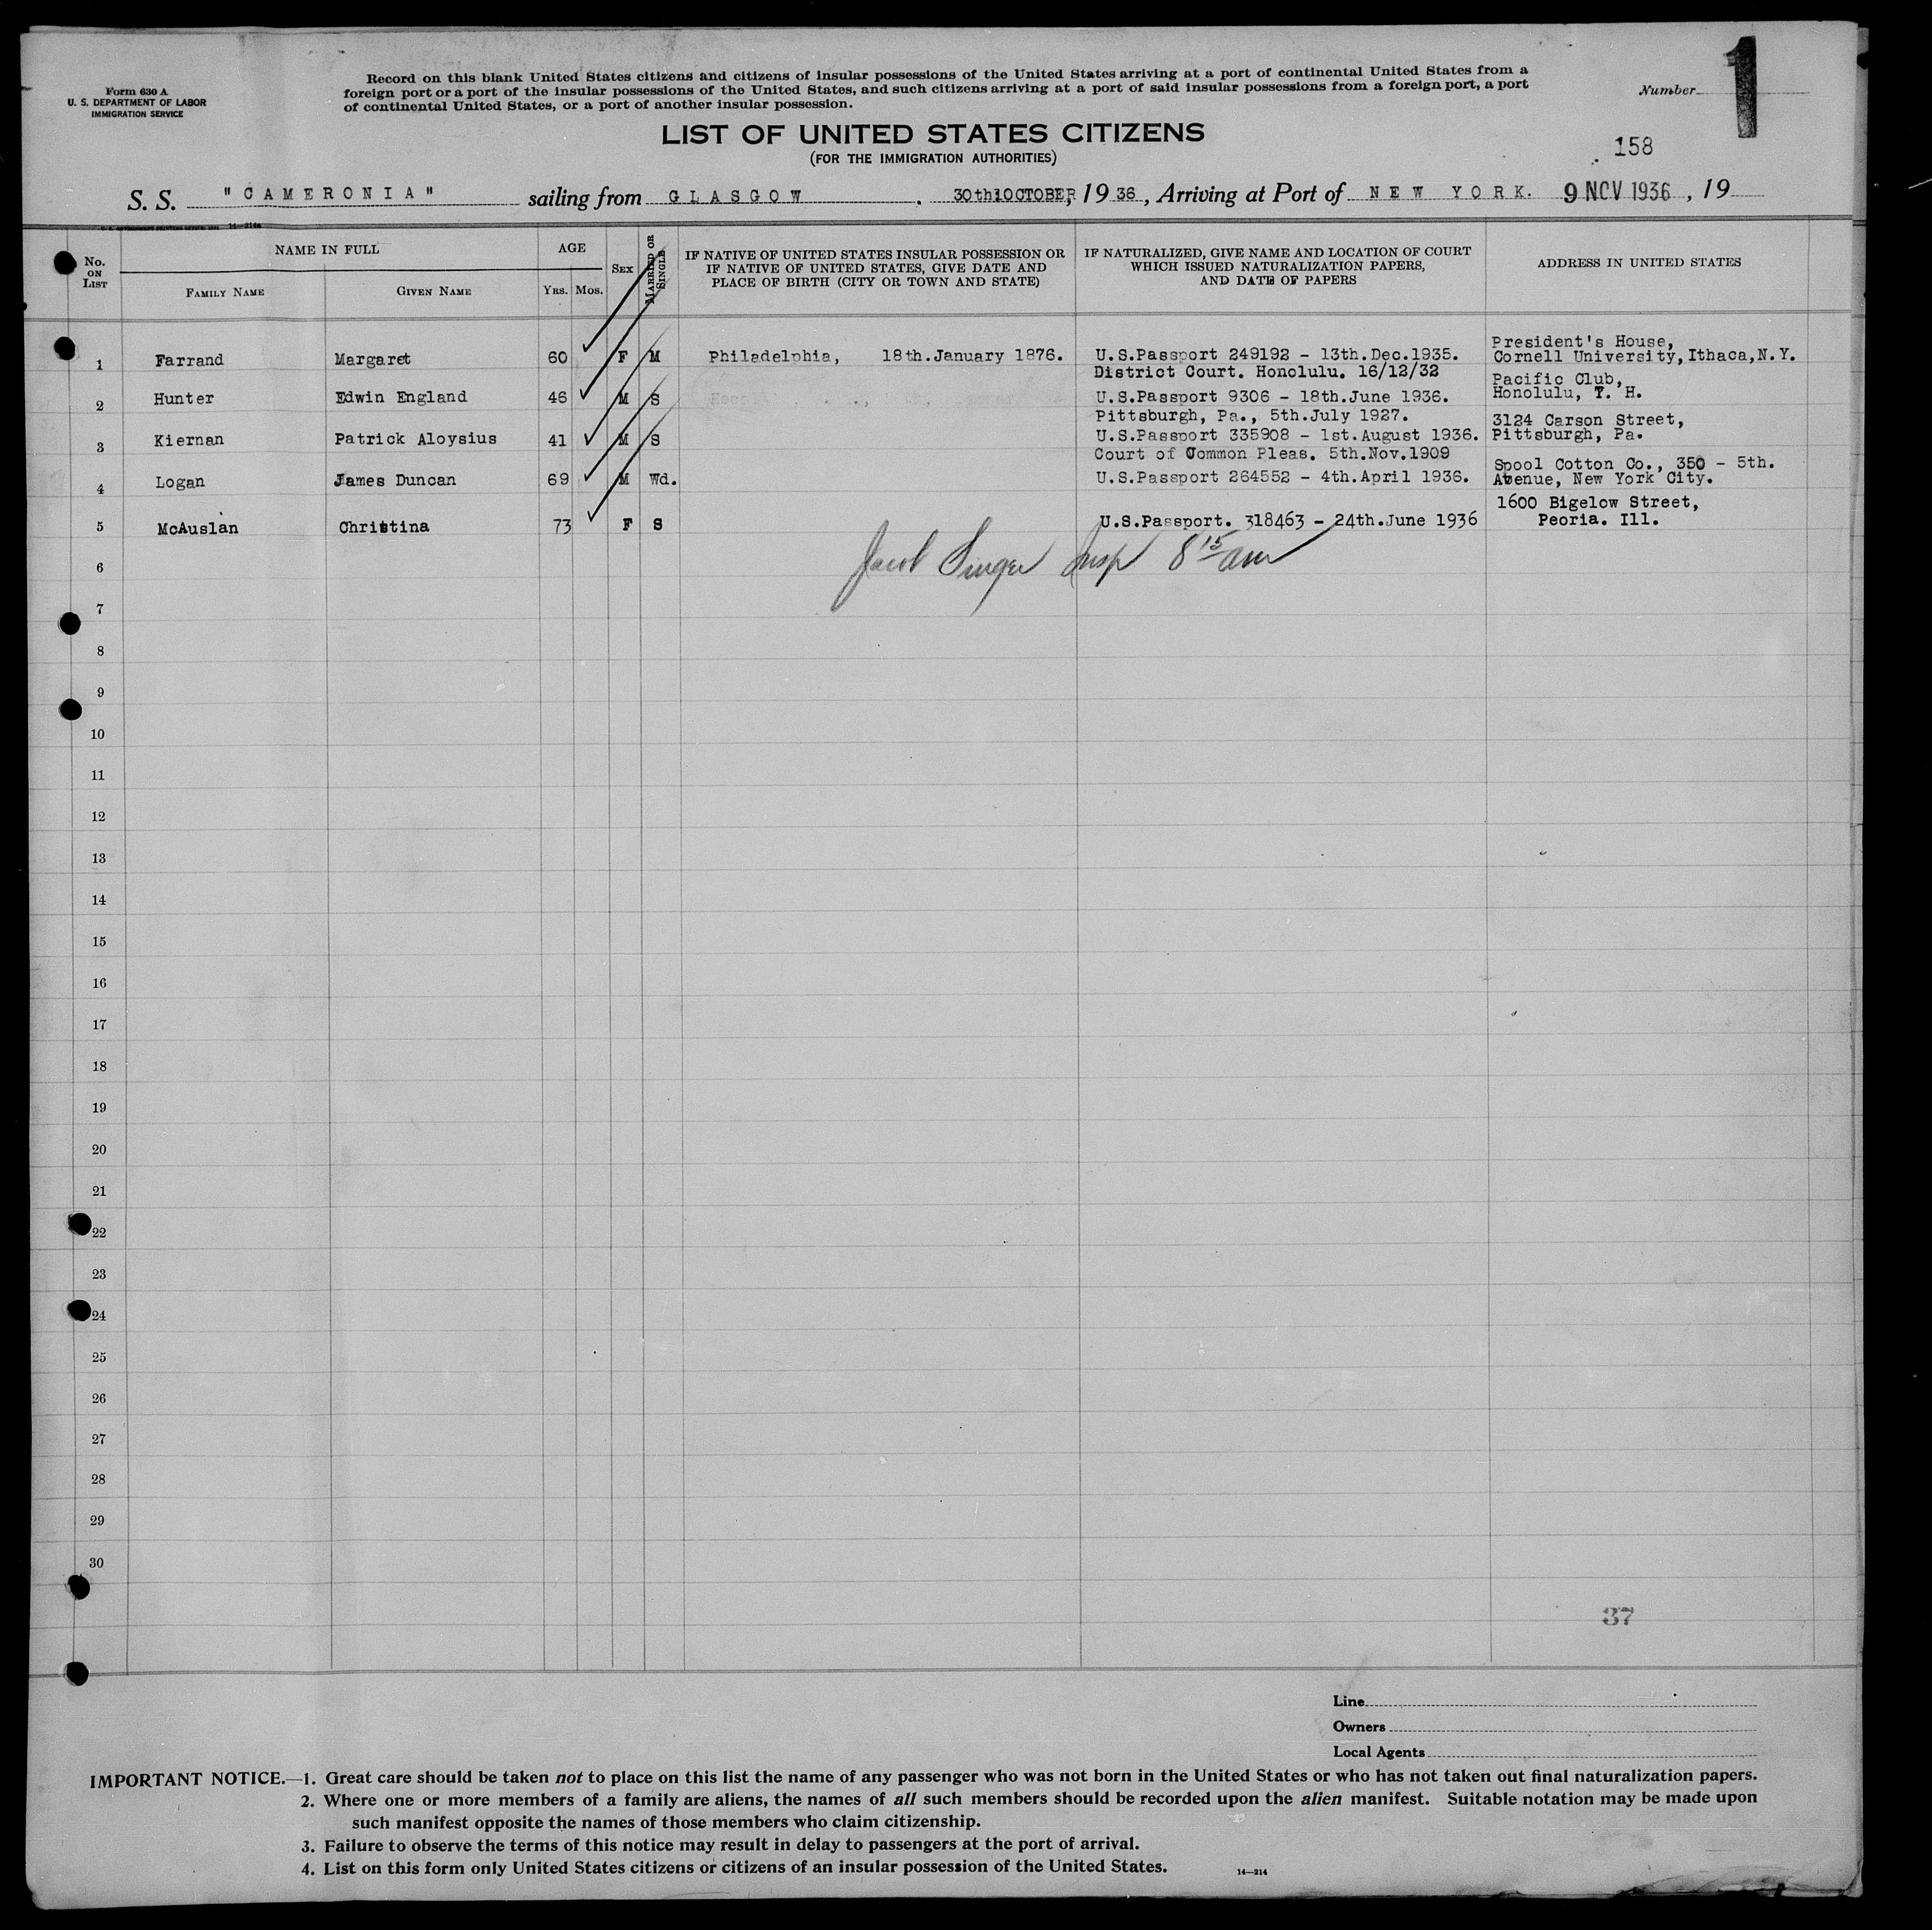 Form 630 A
U. S. DEPARTMENT OF LABOR
IMMIGRATION SERVICE
Record on this blank United States citizens and citizens of insular possessions of the United States arriving at a port of continental United States from a
foreign port or a port of the insular possessions of the United States, and such citizens arriving at a port of said insular possessions from a foreign port, a port
of continental United States, or a port of another insular possession.
Number
1
LIST OF UNITED STATES CITIZENS
(FOR THE IMMIGRATION AUTHORITIES)
158
S. S. "CAMERONIA" sailing from GLASGOW, 30th OCTOBER, 1936, Arriving at Port of NEW YORK. 9 NOV 1936, 19
14—214a
No. ON LIST
NAME IN FULL
FAMILY NAME
GIVEN NAME
AGE
YRS. MOS.
SEX
MARRIED OR SINGLE
IF NATIVE OF UNITED STATES INSULAR POSSESSION OR
IF NATIVE OF UNITED STATES, GIVE DATE AND
PLACE OF BIRTH (CITY OR TOWN AND STATE)
IF NATURALIZED, GIVE NAME AND LOCATION OF COURT
WHICH ISSUED NATURALIZATION PAPERS,
AND DATE OF PAPERS
ADDRESS IN UNITED STATES
President's House,
1 Farrand Margaret 60 F M Philadelphia, 18th.January 1876. U.S.Passport 249192 - 13th.Dec.1935. Cornell University, Ithaca, N.Y.
District Court. Honolulu. 16/12/32 Pacific Club,
2 Hunter Edwin England 46 M S U.S.Passport 9306 - 18th.June 1936. Honolulu, T. H.
Pittsburgh, Pa., 5th.July 1927. 3124 Carson Street,
3 Kiernan Patrick Aloysius 41 M S U.S.Passport 335908 - 1st.August 1936. Pittsburgh, Pa.
Court of Common Pleas. 5th.Nov.1909 Spool Cotton Co., 350 - 5th.
4 Logan James Duncan 69 M Wd. U.S.Passport 264552 - 4th.April 1936. Avenue, New York City.
1600 Bigelow Street,
5 McAuslan Christina 73 F S U.S.Passport. 318463 - 24th.June 1936 Peoria. Ill.
Jacob Singer Insp 8 15 am
6
7
8
9
10
11
12
13
14
15
16
17
18
19
20
21
22
23
24
25
26
27
28
29
30
37
Line
Owners
Local Agents
IMPORTANT NOTICE.—1. Great care should be taken not to place on this list the name of any passenger who was not born in the United States or who has not taken out final naturalization papers.
2. Where one or more members of a family are aliens, the names of all such members should be recorded upon the alien manifest. Suitable notation may be made upon
such manifest opposite the names of those members who claim citizenship.
3. Failure to observe the terms of this notice may result in delay to passengers at the port of arrival.
4. List on this form only United States citizens or citizens of an insular possession of the United States.
14—214